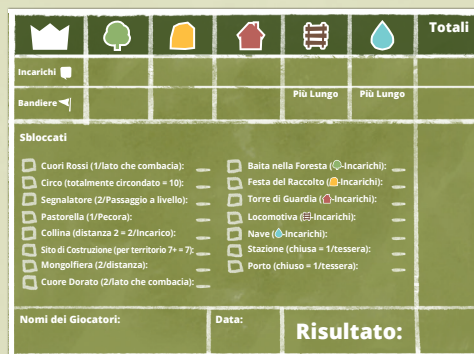 Totali
Incarichi
Bandiere
Più Lungo Più Lungo
Sbloccati
Cuori Rossi (1/lato che combacia):
Circo (totalmente circondato = 10):
Segnalatore (2/Passaggio a livello):
Pastorella (1/Pecora):
Collina (distanza 2 = 2/Incarico):
Sito di Costruzione (per territorio 7+ = 7):
Mongolfiera (2/distanza):
Cuore Dorato (2/lato che combacia):
Baita nella Foresta (-Incarichi):
Festa del Raccolto (-Incarichi):
Torre di Guardia (-Incarichi):
Locomotiva (-Incarichi):
Nave (-Incarichi):
Stazione (chiusa = 1/tessera):
Porto (chiuso = 1/tessera):
Nomi dei Giocatori:
Data:
Risultato: